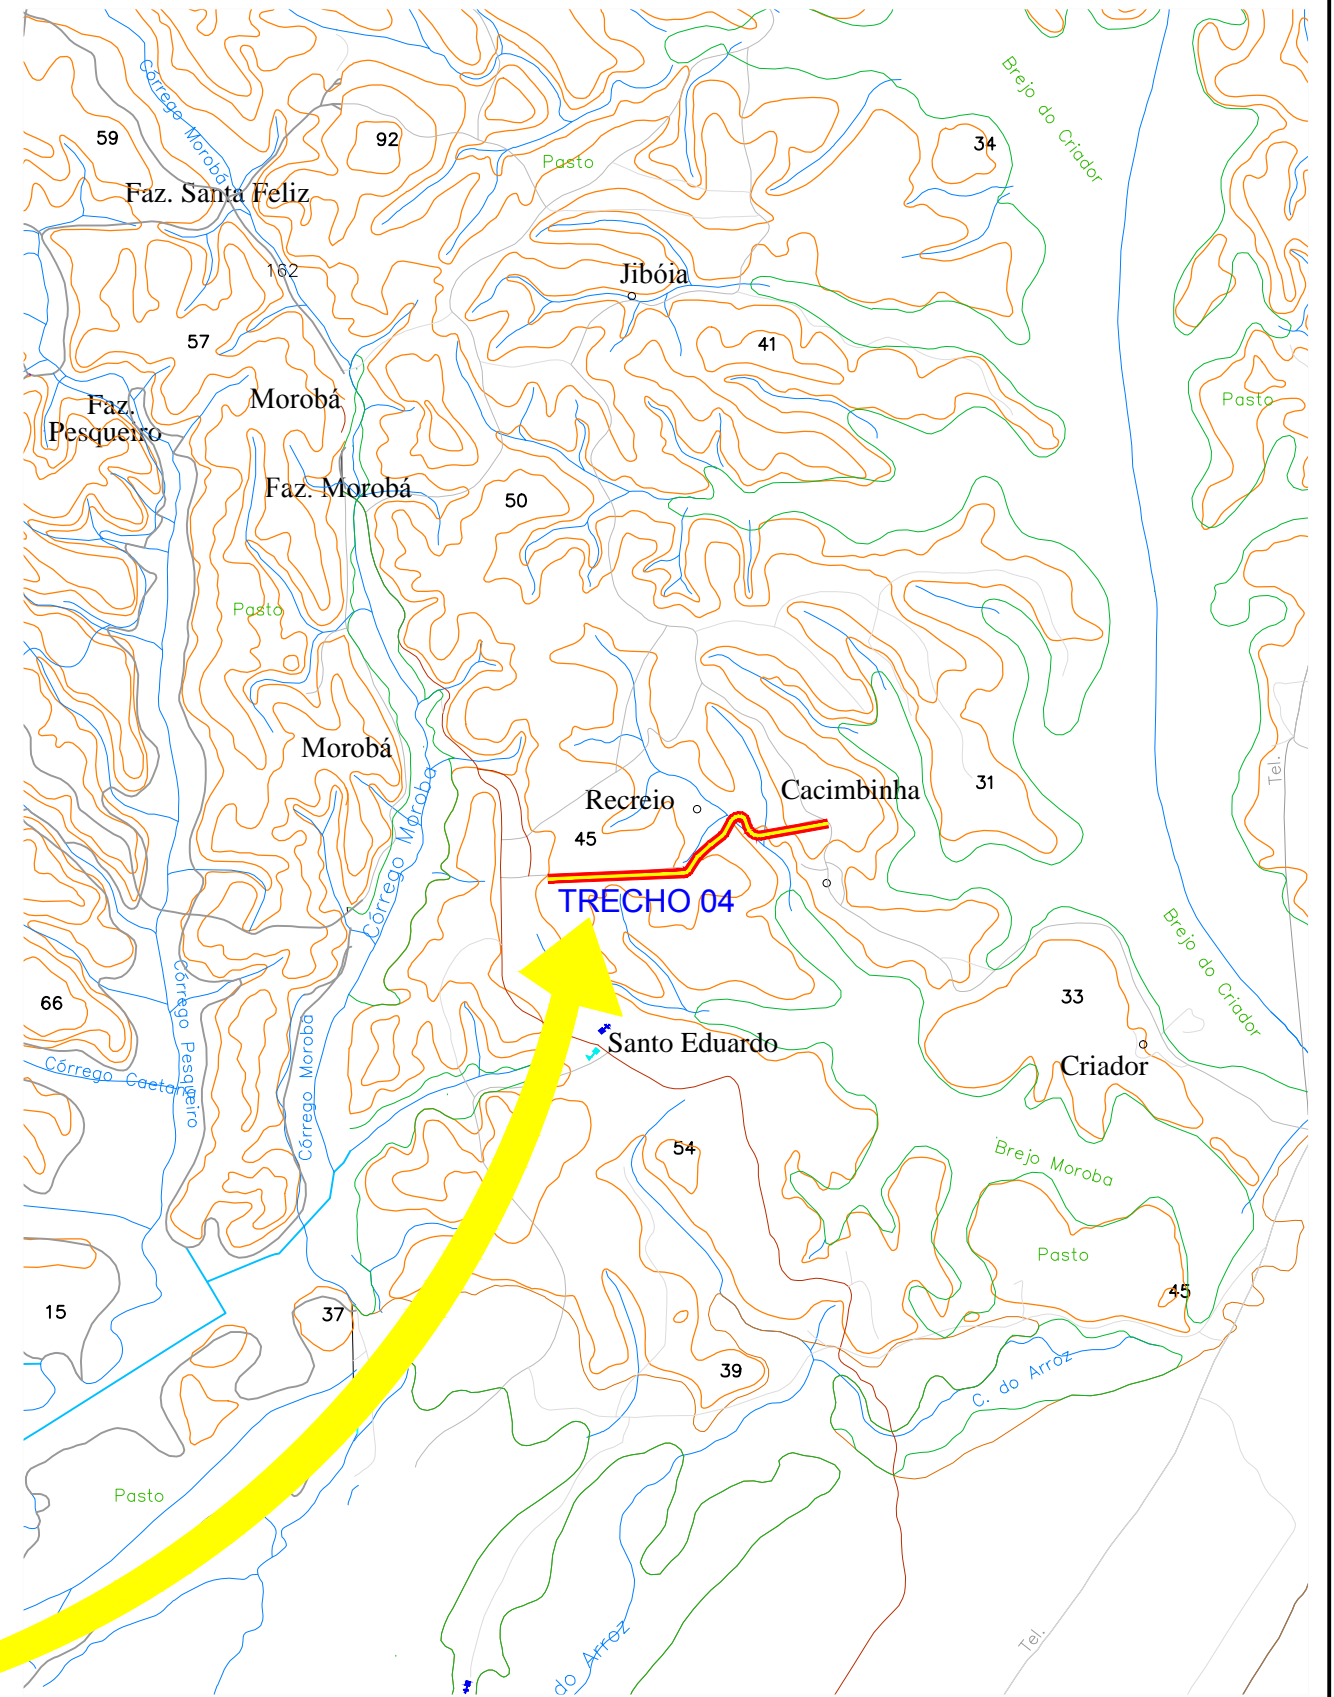 Córrego Morobá
Brejo do Criador
59
92
34
Pasto
Faz. Santa Feliz
162
Jibóia
57
41
Morobá
Faz.
Pesqueiro
Pasto
Faz. Morobá
50
Pasto
Morobá
Córrego Moroba
Tel.
Recreio
Cacimbinha
31
45
TRECHO 04
Brejo do Criador
66
Córrego Pesqueiro
Córrego Morobá
33
Santo Eduardo
Criador
Córrego Caetano
54
Brejo Moroba
Pasto
45
15
37
39
C. do Arroz
Pasto
do Arroz
Tel.